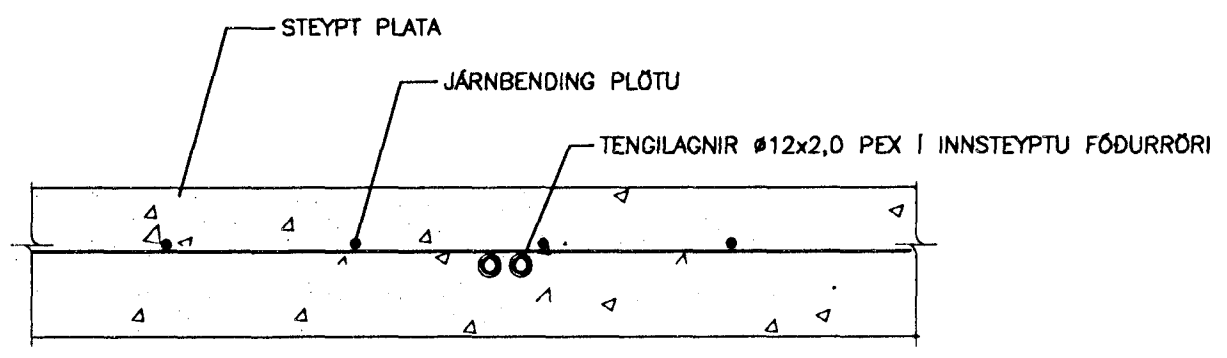 STEYPT PLATA
JÁRNBENDING PLÖTU
TENGILAGNIR ø12x2,0 PEX Í INNSTEYPTU FÓÐURRÖRI